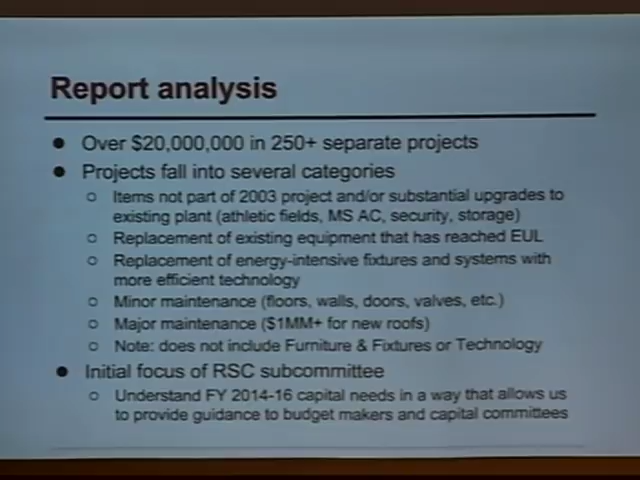 Report analysis
● Over $20,000,000 in 250+ separate projects
● Projects fall into several categories
○ Items not part of 2003 project and/or substantial upgrades to
existing plant (athletic fields, MS AC, security, storage)
○ Replacement of existing equipment that has reached EUL
○ Replacement of energy-intensive fixtures and systems with
more efficient technology
○ Minor maintenance (floors, walls, doors, valves, etc.)
○ Major maintenance ($1MM+ for new roofs)
○ Note: does not include Furniture & Fixtures or Technology
● Initial focus of RSC subcommittee
○ Understand FY 2014-16 capital needs in a way that allows us
to provide guidance to budget makers and capital committees